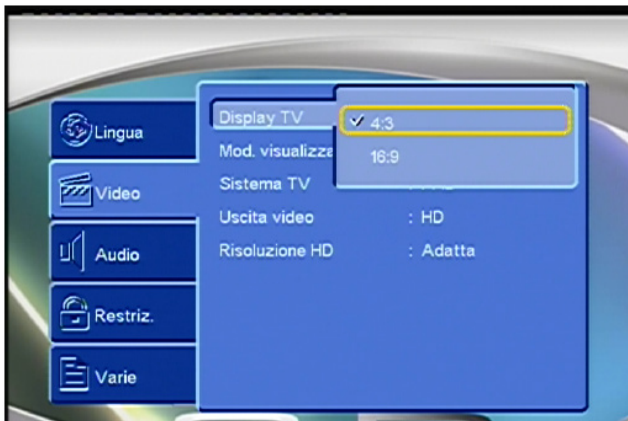 Lingua
Video
Audio
Restriz.
Varie
Display TV
Mod. visualizza
Sistema TV
Uscita video : HD
Risoluzione HD : Adatta
✔ 4:3
16:9